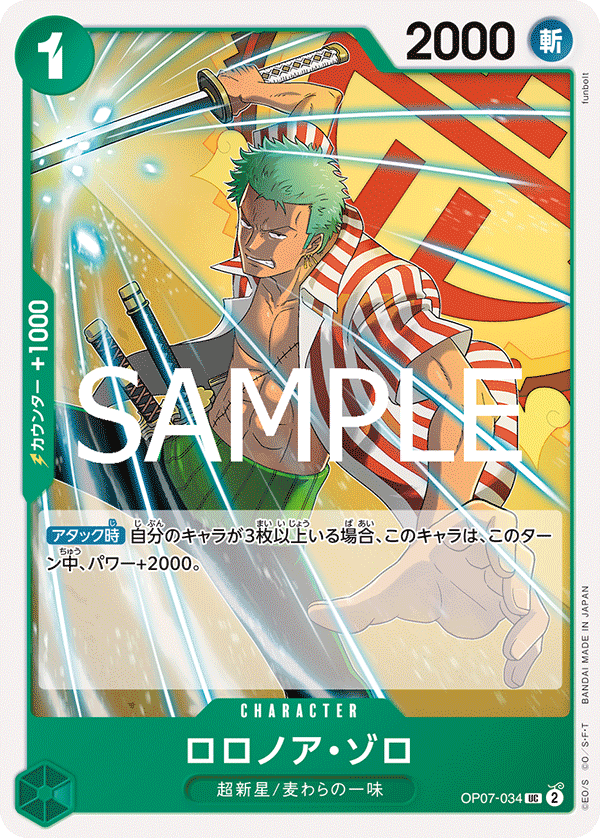 1
2000
斬
funbolt
カウンター +1000
SAMPLE
アタック時 自分のキャラが3枚以上いる場合、このキャラは、このター
ン中、パワー+2000。
CHARACTER
ロロノア・ゾロ
超新星/麦わらの一味
OP07-034 UC 2
©E.O/S ©O/S・F・T BANDAI MADE IN JAPAN